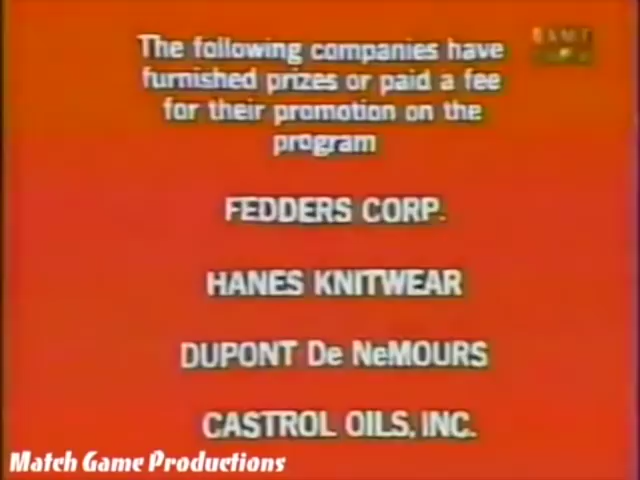 The following companies have
furnished prizes or paid a fee
for their promotion on the
program
FEDDERS CORP.
HANES KNITWEAR
DUPONT De NeMOURS
CASTROL OILS, INC.
Match Game Productions